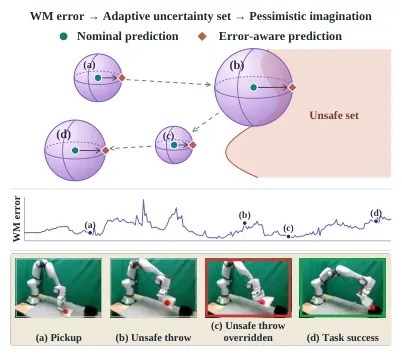 WM error → Adaptive uncertainty set → Pessimistic imagination
Nominal prediction
Error-aware prediction
(a)
(b)
(c)
(d)
Unsafe set
WM error
(a)
(b)
(c)
(d)
(a) Pickup
(b) Unsafe throw
(c) Unsafe throw
overridden
(d) Task success